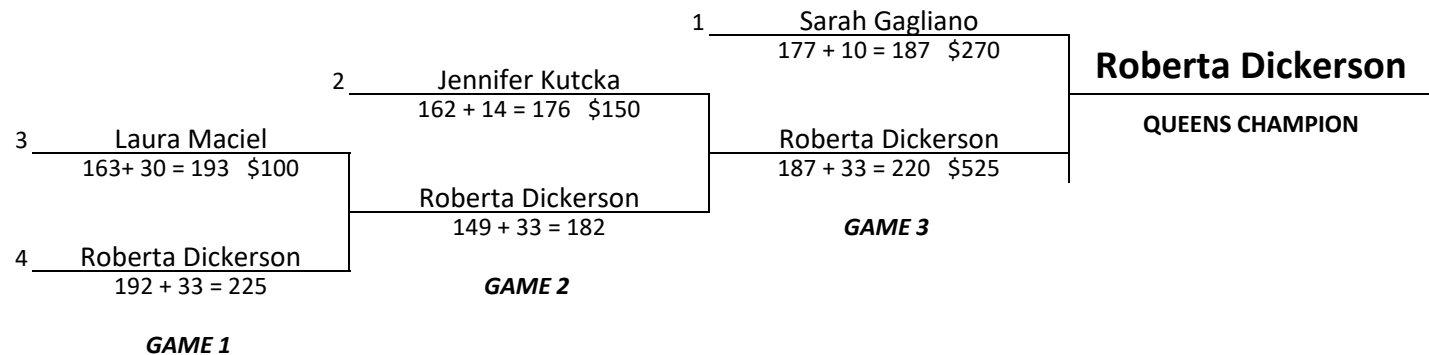 1 Sarah Gagliano
177 + 10 = 187 $270
Roberta Dickerson
QUEENS CHAMPION
2 Jennifer Kutcka
162 + 14 = 176 $150
3 Laura Maciel
163+ 30 = 193 $100
Roberta Dickerson
187 + 33 = 220 $525
Roberta Dickerson
149 + 33 = 182
GAME 3
4 Roberta Dickerson
192 + 33 = 225
GAME 2
GAME 1